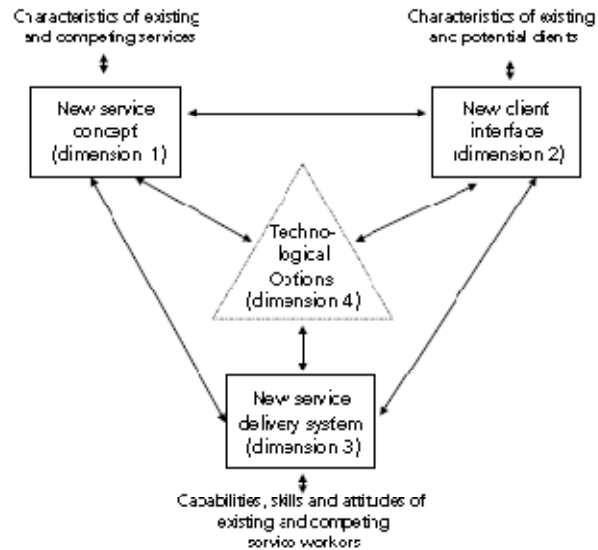 Characteristics of existing
and competing services
Characteristics of existing
and potential clients
New service
concept
(dimension 1)
New client
interface
(dimension 2)
Techno-
logical
Options
(dimension 4)
New service
delivery system
(dimension 3)
Capabilities, skills and attitudes of
existing and competing
service workers